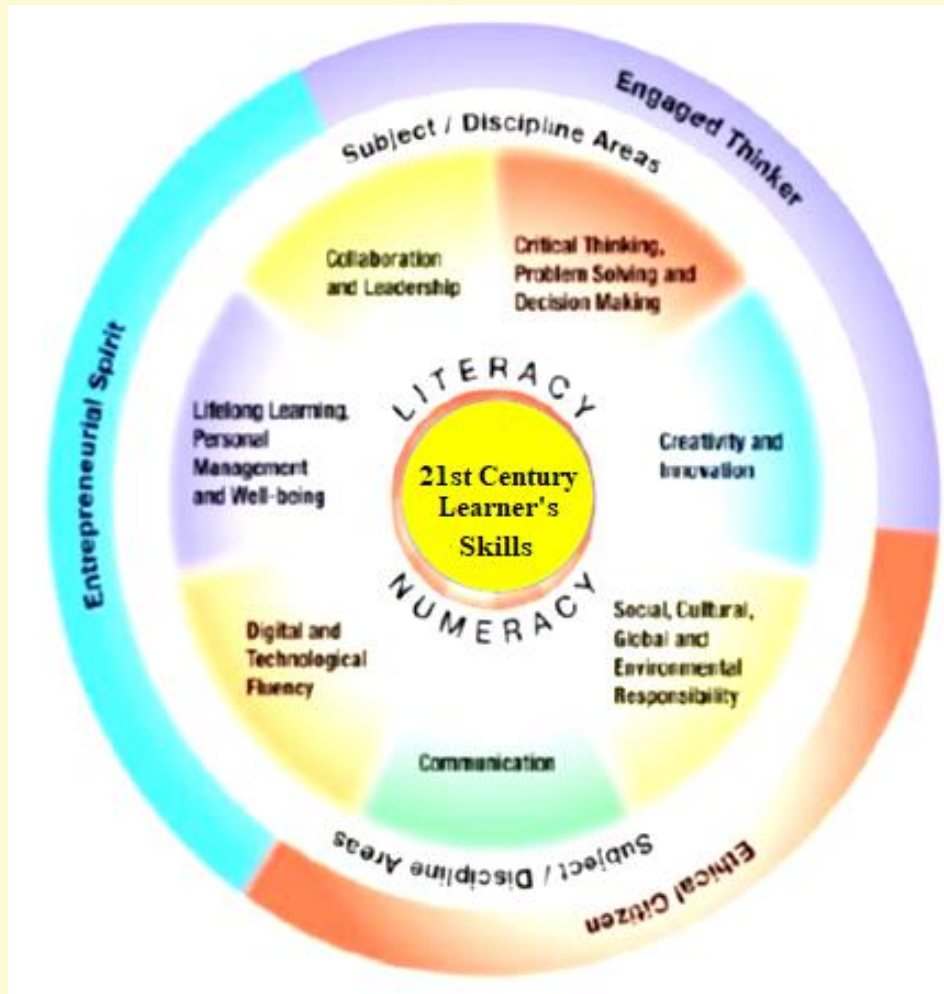 Engaged Thinker
Subject / Discipline Areas
Collaboration
and Leadership
Critical Thinking,
Problem Solving and
Decision Making
Entrepreneurial Spirit
Lifelong Learning,
Personal
Management
and Well-being
LITERACY
21st Century
Learner's
Skills
NUMERACY
Creativity and
Innovation
Digital and
Technological
Fluency
Social, Cultural,
Global and
Environmental
Responsibility
Communication
Subject / Discipline Areas
Ethical Citizen